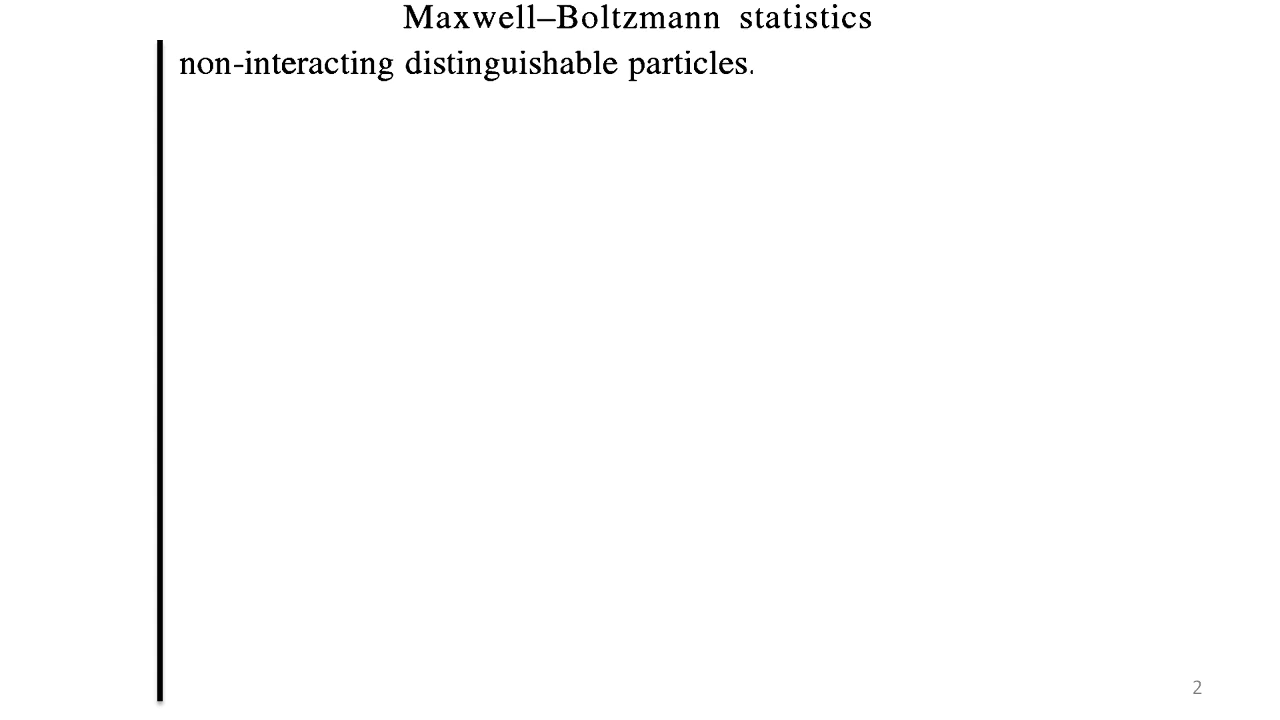 Maxwell–Boltzmann statistics
non-interacting distinguishable particles.
2